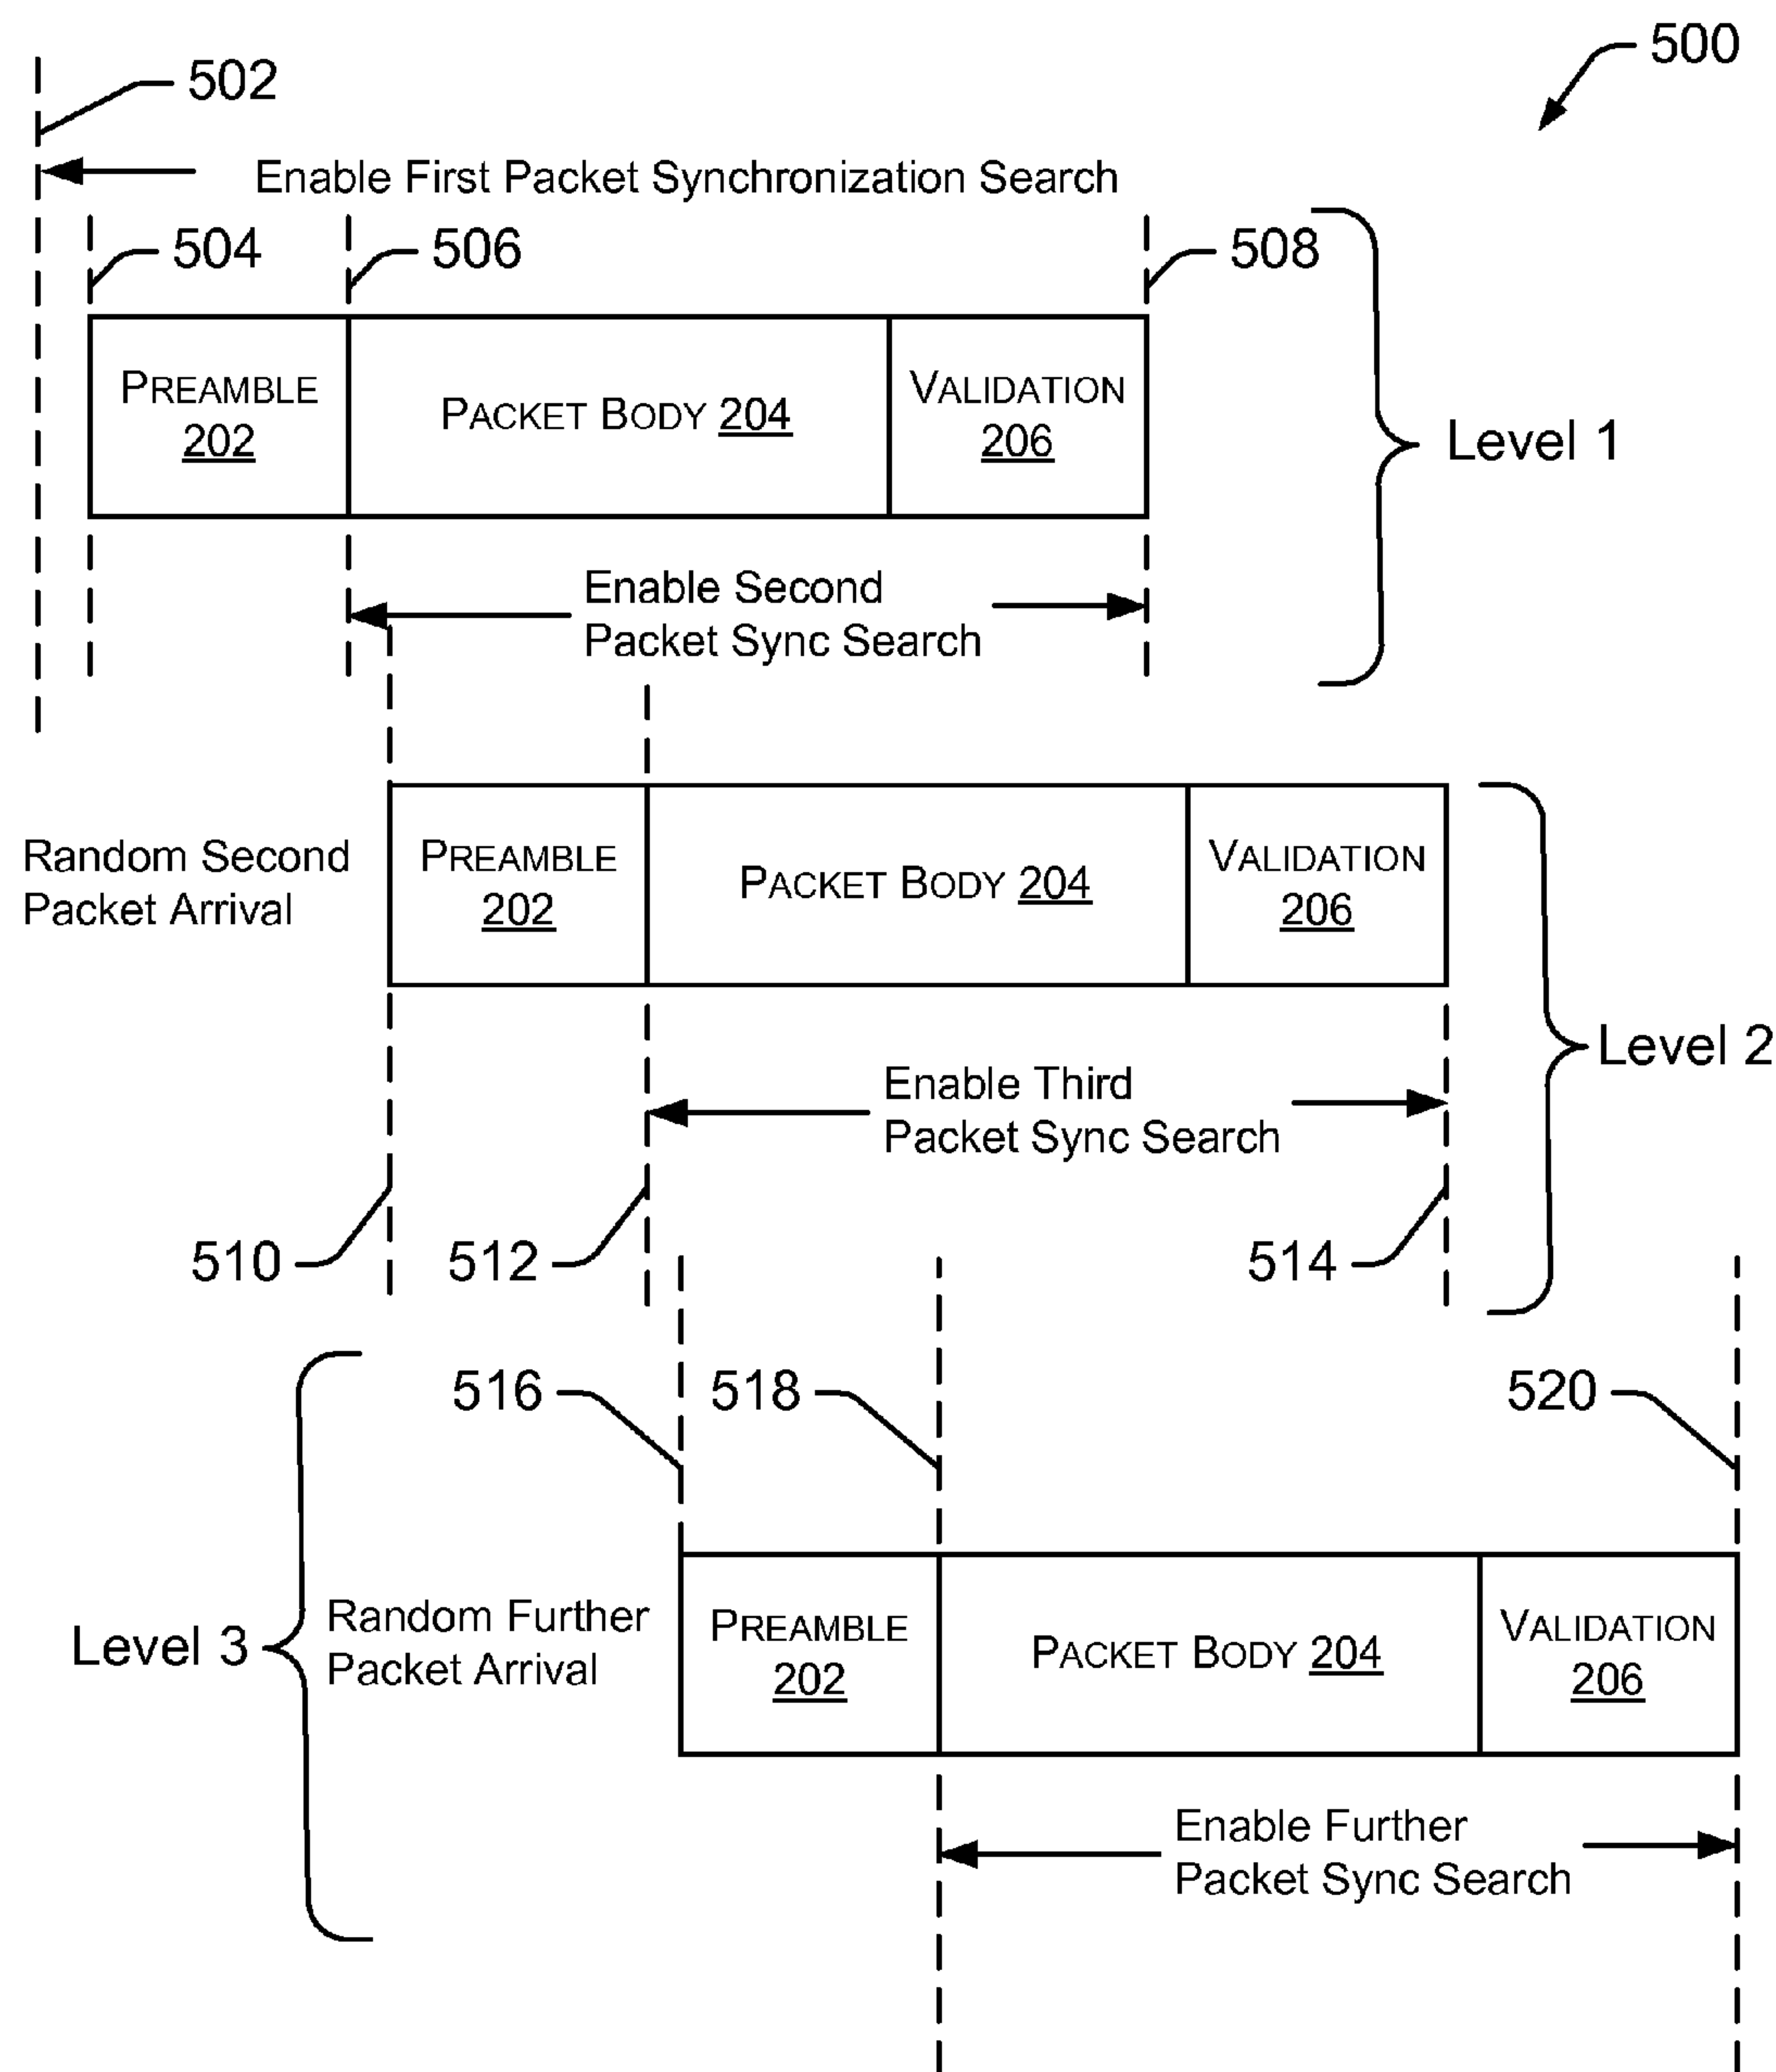 500
502
Enable First Packet Synchronization Search
504
506
508
PREAMBLE
202
PACKET BODY 204
VALIDATION
206
Level 1
Enable Second
Packet Sync Search
Random Second
Packet Arrival
PREAMBLE
202
PACKET BODY 204
VALIDATION
206
Level 2
Enable Third
Packet Sync Search
510
512
514
516
518
520
Level 3
Random Further
Packet Arrival
PREAMBLE
202
PACKET BODY 204
VALIDATION
206
Enable Further
Packet Sync Search